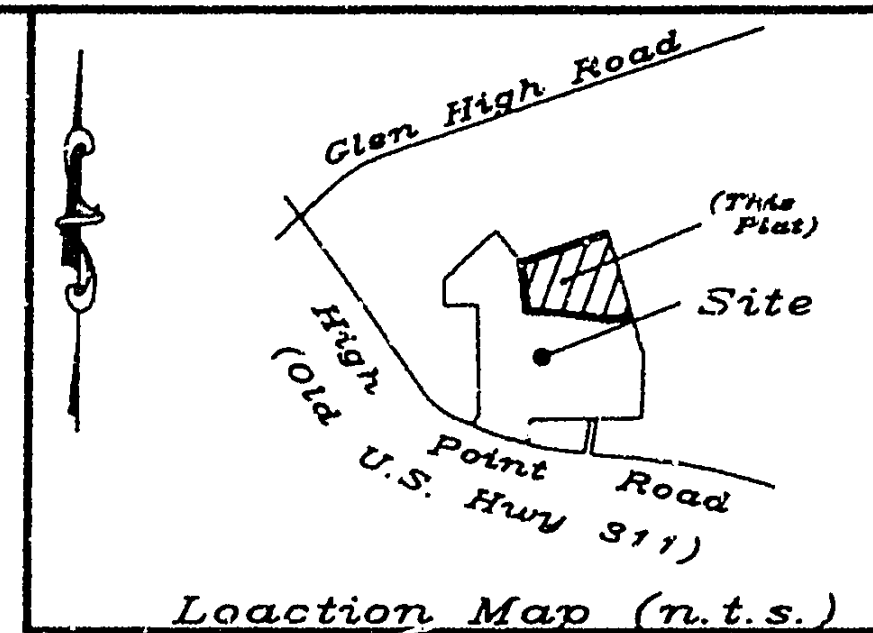 Glen High Road
(This
Plat)
Site
High Point Road
(Old U.S. Hwy 311)
Loaction Map (n.t.s.)